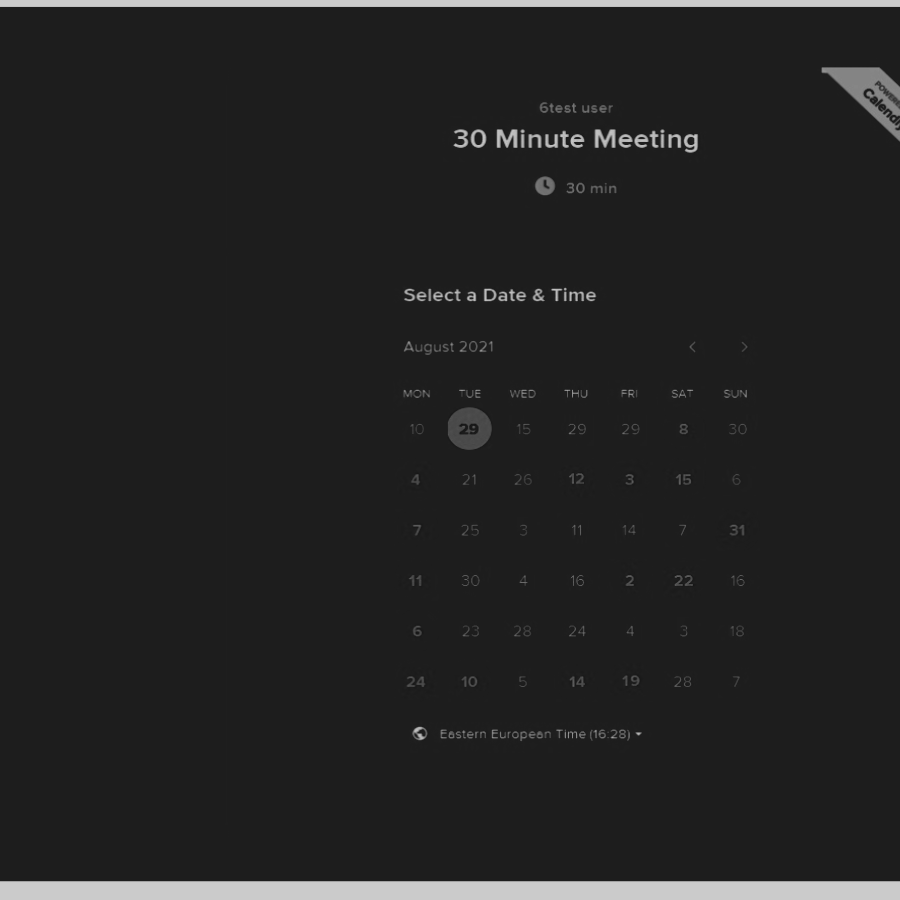 POWERED
Calendly
6test user
30 Minute Meeting
30 min
Select a Date & Time
August 2021
MON TUE WED THU FRI SAT SUN
10 29 15 29 29 8 30
4 21 26 12 3 15 6
7 25 3 11 14 7 31
11 30 4 16 2 22 16
6 23 28 24 4 3 18
24 10 5 14 19 28 7
Eastern European Time (16:28)